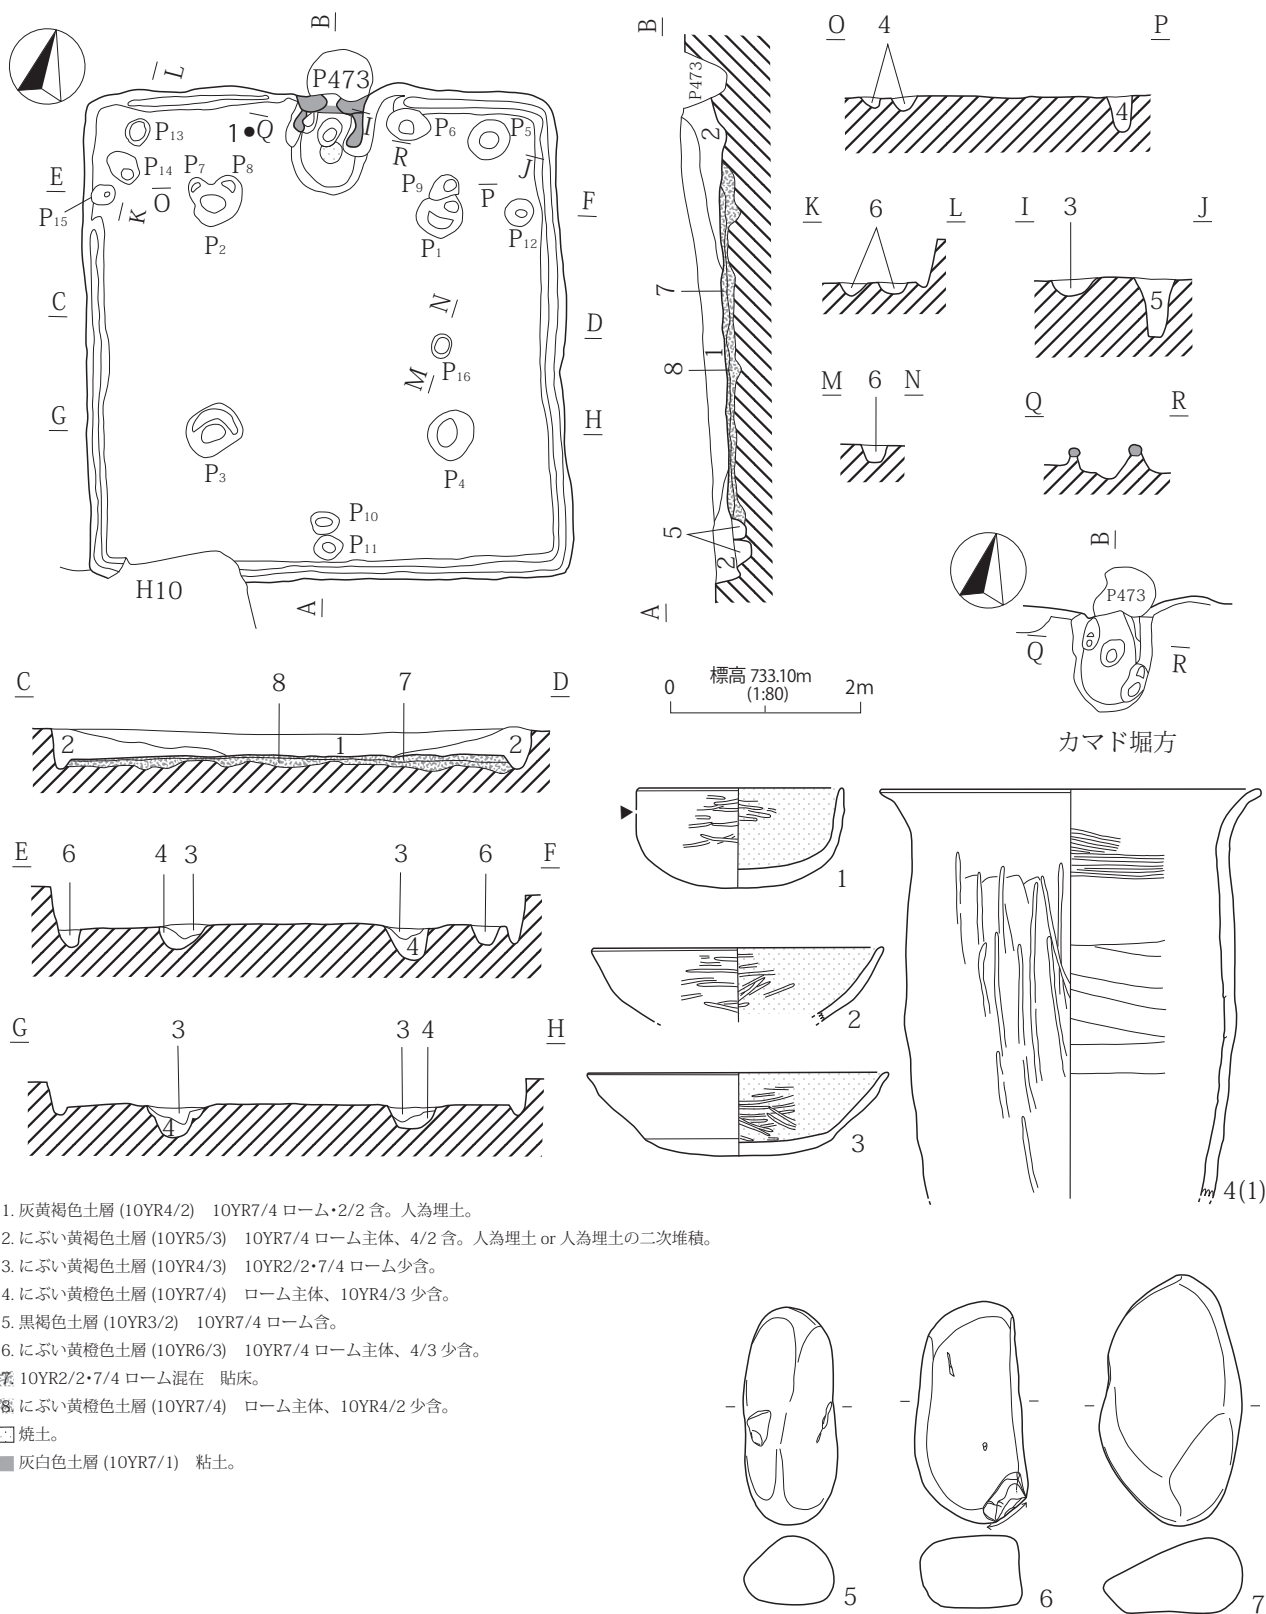 B
L
P473
P13
1
Q
I
P6
P5
P14
P7
P8
R
J
E
P15
K
O
P9
P
F
P2
P1
P12
C
N
D
P16
M
G
H
P3
P4
P10
P11
H10
A
B
P473
2
7
1
8
5
2
A
O
4
P
4
K
6
L
I
3
J
5
M
6
N
Q
R
B
P473
Q
R
カマド堀方
標高 733.10m
0
(1:80)
2m
C
8
7
D
2
1
2
E
6
4
3
3
6
F
4
G
3
3
4
H
4
1
2
3
4(1)
1. 灰黄褐色土層 (10YR4/2)　10YR7/4 ローム・2/2 含。人為埋土。
2. にぶい黄褐色土層 (10YR5/3)　10YR7/4 ローム主体、4/2 含。人為埋土 or 人為埋土の二次堆積。
3. にぶい黄褐色土層 (10YR4/3)　10YR2/2・7/4 ローム少含。
4. にぶい黄橙色土層 (10YR7/4)　ローム主体、10YR4/3 少含。
5. 黒褐色土層 (10YR3/2)　10YR7/4 ローム含。
6. にぶい黄橙色土層 (10YR6/3)　10YR7/4 ローム主体、4/3 少含。
7. 10YR2/2・7/4 ローム混在　貼床。
8. にぶい黄橙色土層 (10YR7/4)　ローム主体、10YR4/2 少含。
焼土。
灰白色土層 (10YR7/1)　粘土。
5
6
7